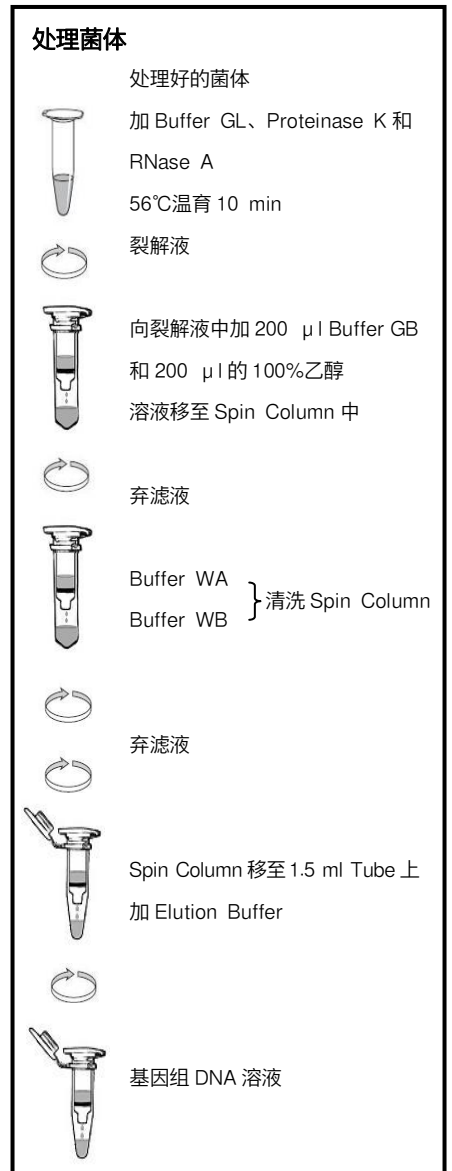 处理菌体
处理好的菌体
加 Buffer GL、Proteinase K 和
RNase A
56℃温育 10 min
裂解液
向裂解液中加 200 μl Buffer GB
和 200 μl 的 100%乙醇
溶液移至 Spin Column 中
弃滤液
Buffer WA
Buffer WB
}清洗 Spin Column
弃滤液
Spin Column 移至 1.5 ml Tube 上
加 Elution Buffer
基因组 DNA 溶液